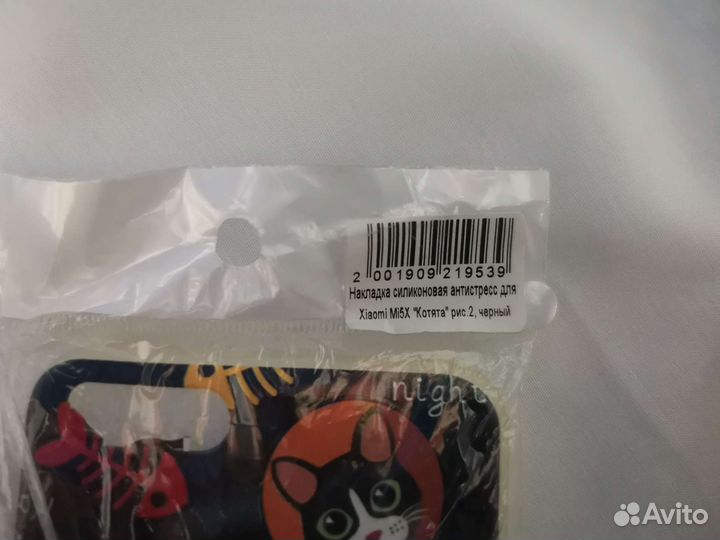 2 001909 219539
Накладка силиконовая антистресс для
Xiaomi Mi5X "Котята" рис.2, черный
night
Avito